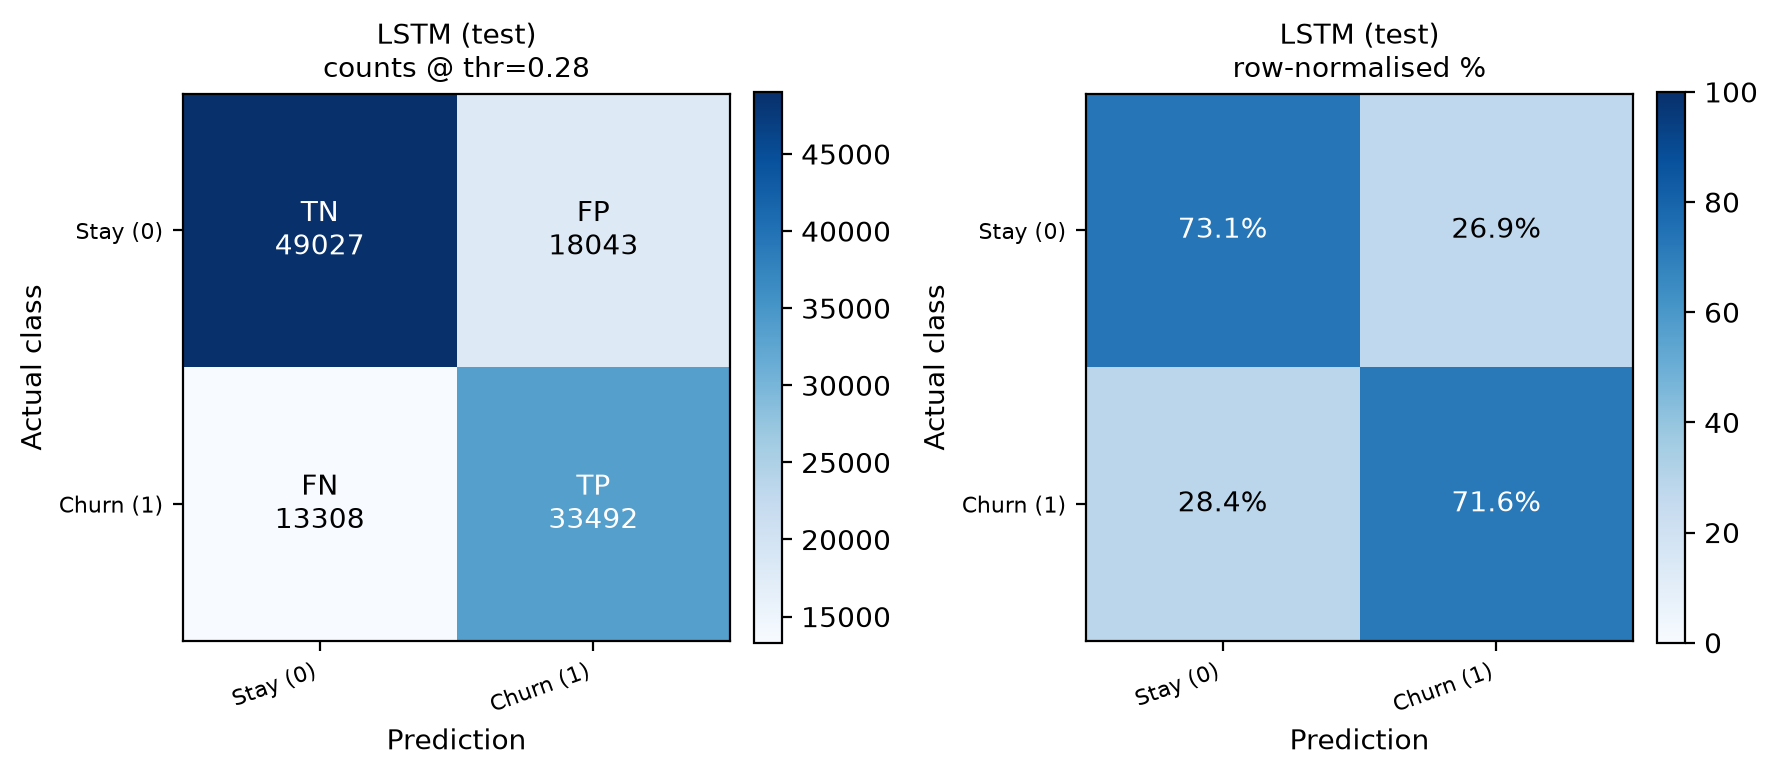 LSTM (test)
counts @ thr=0.28
Actual class
Stay (0)
Churn (1)
TN
49027
FP
18043
FN
13308
TP
33492
Stay (0)
Churn (1)
Prediction
45000
40000
35000
30000
25000
20000
15000
LSTM (test)
row-normalised %
Actual class
Stay (0)
Churn (1)
73.1%
26.9%
28.4%
71.6%
Stay (0)
Churn (1)
Prediction
100
80
60
40
20
0